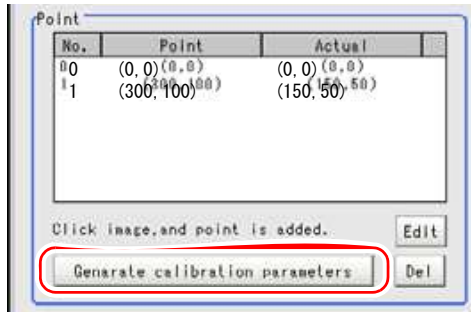 Point
No. Point Actual
0 (0, 0) (0, 0)
1 (300, 100) (150, 50)
Click image,and point is added.
Edit
Genarate calibration parameters
Del